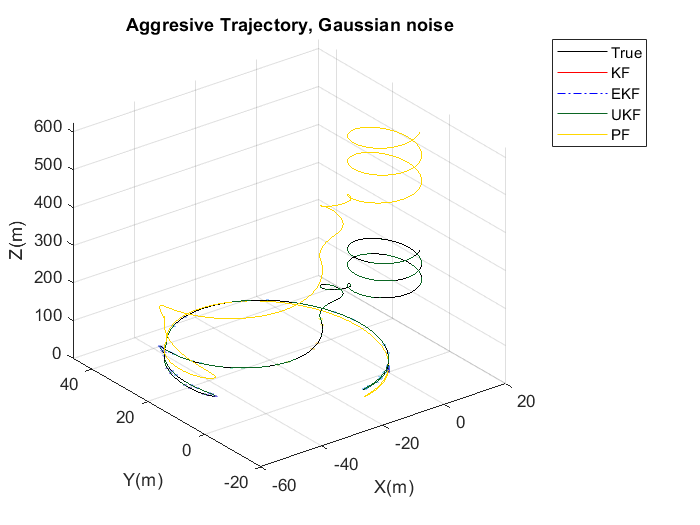 Aggresive Trajectory, Gaussian noise
True
KF
EKF
UKF
PF
600
500
400
300
200
100
0
Z(m)
40
20
0
-20
Y(m)
-60
-40
-20
0
20
X(m)